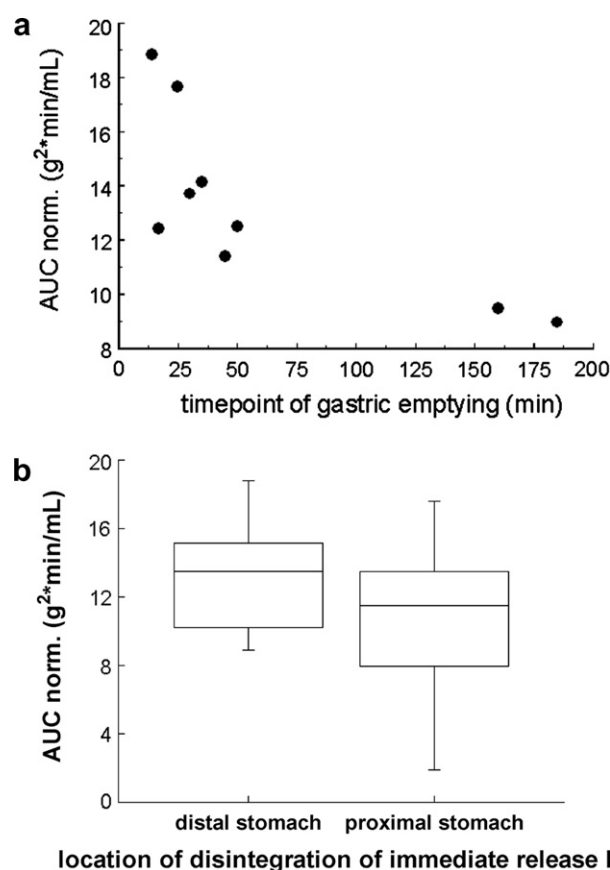 a
AUC norm. (g²*min/mL)
20
18
16
14
12
10
8
0 25 50 75 100 125 150 175 200
timepoint of gastric emptying (min)
b
AUC norm. (g²*min/mL)
20
16
12
8
4
0
distal stomach proximal stomach
location of disintegration of immediate release